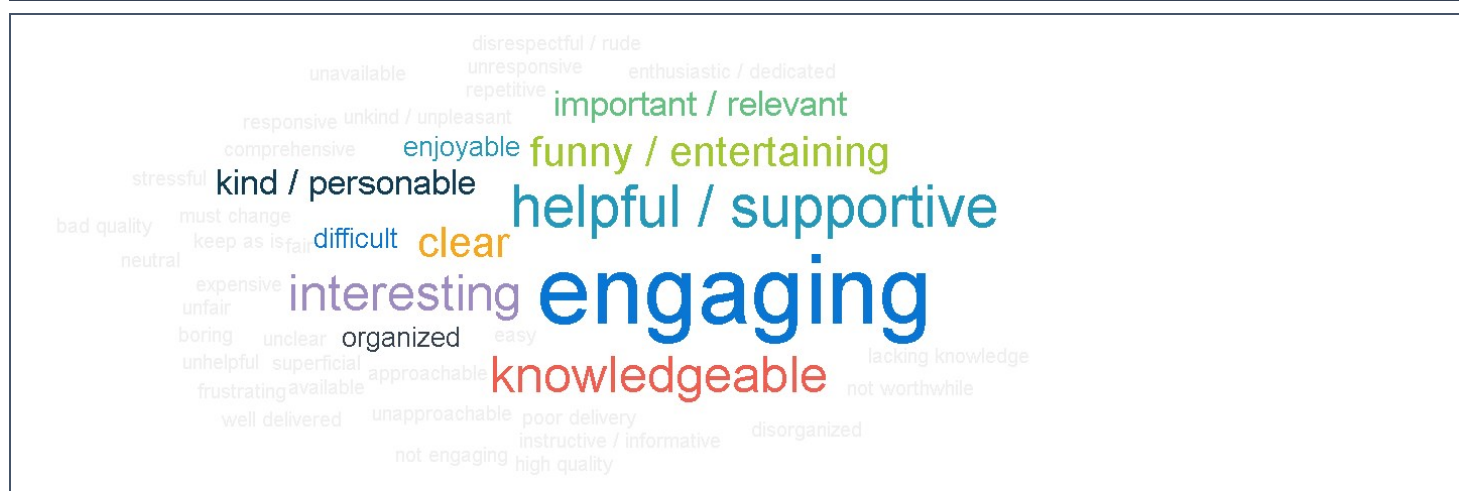 disrespectful / rude
unavailable unresponsive enthusiastic / dedicated
repetitive important / relevant
responsive unkind / unpleasant
comprehensive enjoyable funny / entertaining
stressful kind / personable
helpful / supportive
bad quality must change
keep as is fair difficult clear
neutral
expensive interesting engaging
unfair
boring unclear organized easy
unhelpful superficial approachable knowledgeable lacking knowledge
frustrating available not worthwhile
well delivered unapproachable poor delivery
instructive / informative disorganized
not engaging high quality